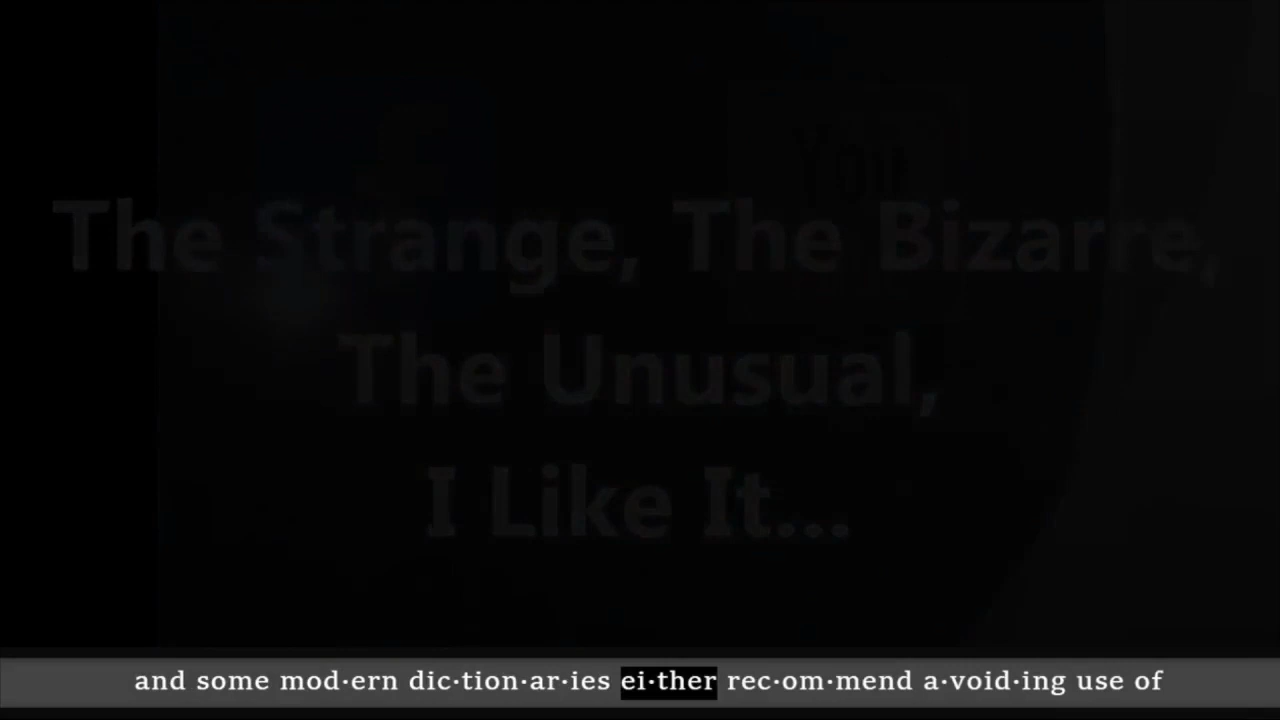 You
The Strange, The Bizarre,
The Unusual,
I Like It...
and some mod·ern dic·tion·ar·ies ei·ther rec·om·mend a·void·ing use of